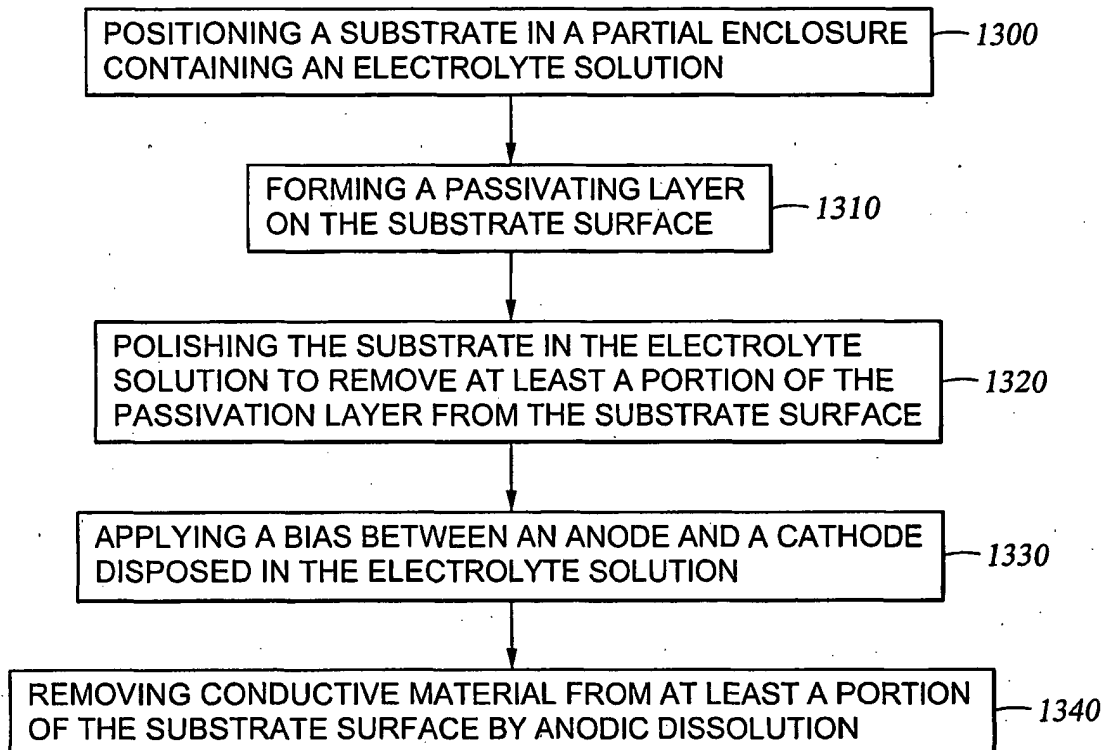 POSITIONING A SUBSTRATE IN A PARTIAL ENCLOSURE
CONTAINING AN ELECTROLYTE SOLUTION
1300
FORMING A PASSIVATING LAYER
ON THE SUBSTRATE SURFACE
1310
POLISHING THE SUBSTRATE IN THE ELECTROLYTE
SOLUTION TO REMOVE AT LEAST A PORTION OF THE
PASSIVATION LAYER FROM THE SUBSTRATE SURFACE
1320
APPLYING A BIAS BETWEEN AN ANODE AND A CATHODE
DISPOSED IN THE ELECTROLYTE SOLUTION
1330
REMOVING CONDUCTIVE MATERIAL FROM AT LEAST A PORTION
OF THE SUBSTRATE SURFACE BY ANODIC DISSOLUTION
1340